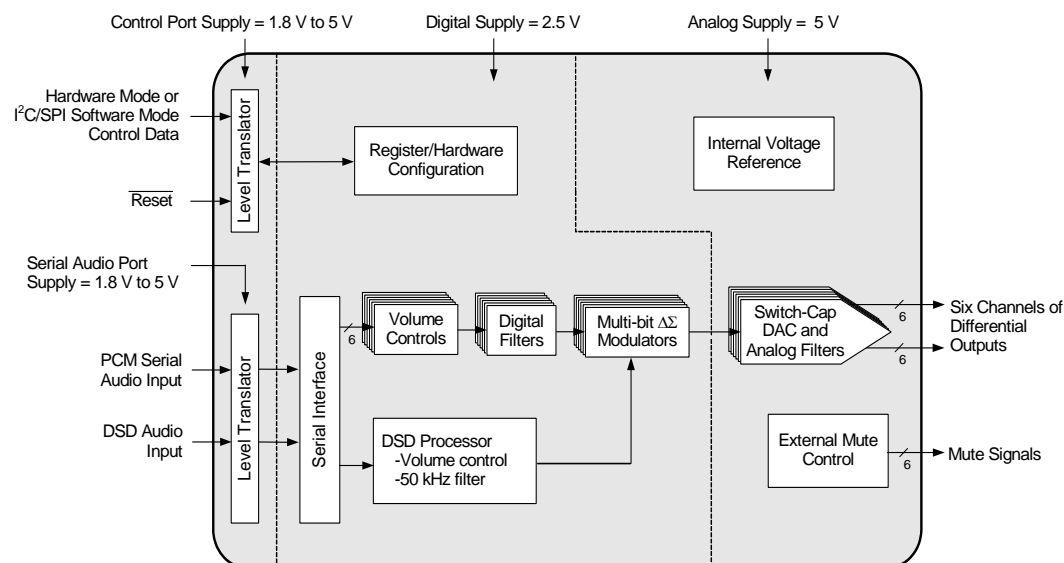 Control Port Supply = 1.8 V to 5 V
Digital Supply = 2.5 V
Analog Supply = 5 V
Hardware Mode or
I²C/SPI Software Mode
Control Data
Reset
Level Translator
Register/Hardware
Configuration
Internal Voltage
Reference
Serial Audio Port
Supply = 1.8 V to 5 V
PCM Serial
Audio Input
DSD Audio
Input
Level Translator
Serial Interface
6
Volume
Controls
Digital
Filters
Multi-bit ΔΣ
Modulators
Switch-Cap
DAC and
Analog Filters
6
6
Six Channels of
Differential
Outputs
DSD Processor
-Volume control
-50 kHz filter
External Mute
Control
6
Mute Signals